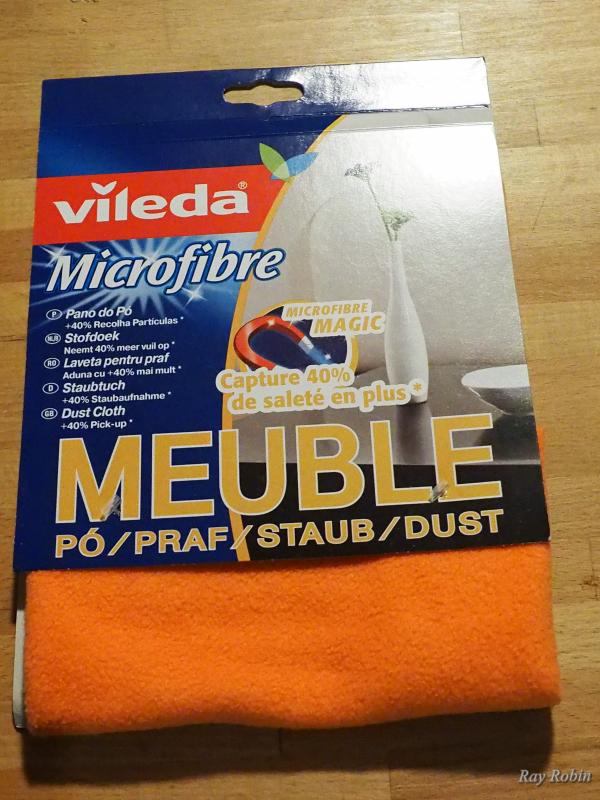 vileda®
Microfibre
P Pano do Pó
+40% Recolha Partículas *
NL/B Stofdoek
Neemt 40% meer vuil op *
RO Laveta pentru praf
Aduna cu +40% mai mult *
D Staubtuch
+40% Staubaufnahme *
GB Dust Cloth
+40% Pick-up *
MICROFIBRE
MAGIC
Capture 40%
de saleté en plus *
MEUBLE
PÓ/PRAF/STAUB/DUST
Ray Robin